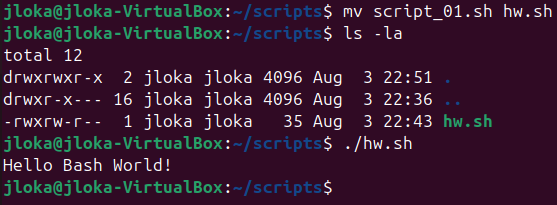 jloka@jloka-VirtualBox:~/scripts$ mv script_01.sh hw.sh
jloka@jloka-VirtualBox:~/scripts$ ls -la
total 12
drwxrwxr-x  2 jloka jloka 4096 Aug  3 22:51 .
drwxr-x--- 16 jloka jloka 4096 Aug  3 22:36 ..
-rwxrw-r--  1 jloka jloka   35 Aug  3 22:43 hw.sh
jloka@jloka-VirtualBox:~/scripts$ ./hw.sh
Hello Bash World!
jloka@jloka-VirtualBox:~/scripts$